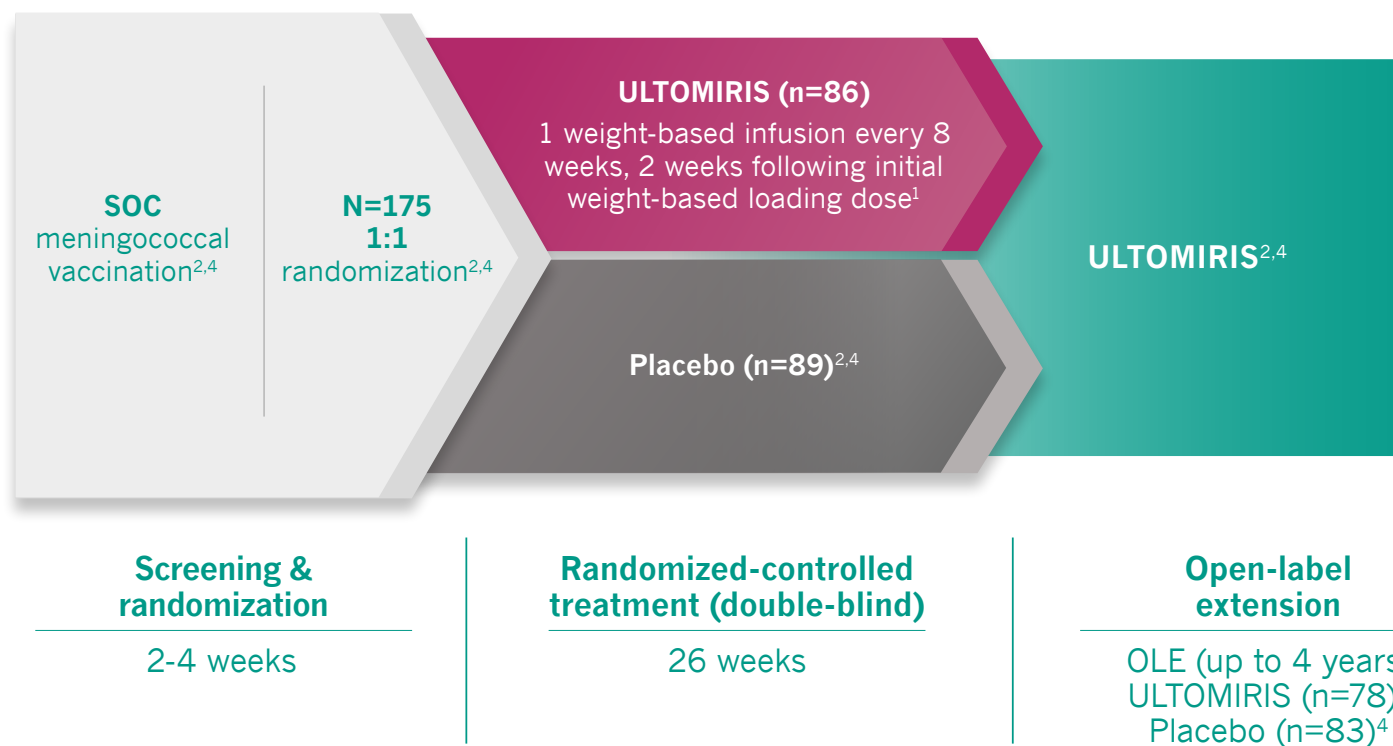 SOC
meningococcal
vaccination2,4
N=175
1:1
randomization2,4
ULTOMIRIS (n=86)
1 weight-based infusion every 8
weeks, 2 weeks following initial
weight-based loading dose1
Placebo (n=89)2,4
ULTOMIRIS2,4
Screening &
randomization
2-4 weeks
Randomized-controlled
treatment (double-blind)
26 weeks
Open-label
extension
OLE (up to 4 years
ULTOMIRIS (n=78)
Placebo (n=83)4